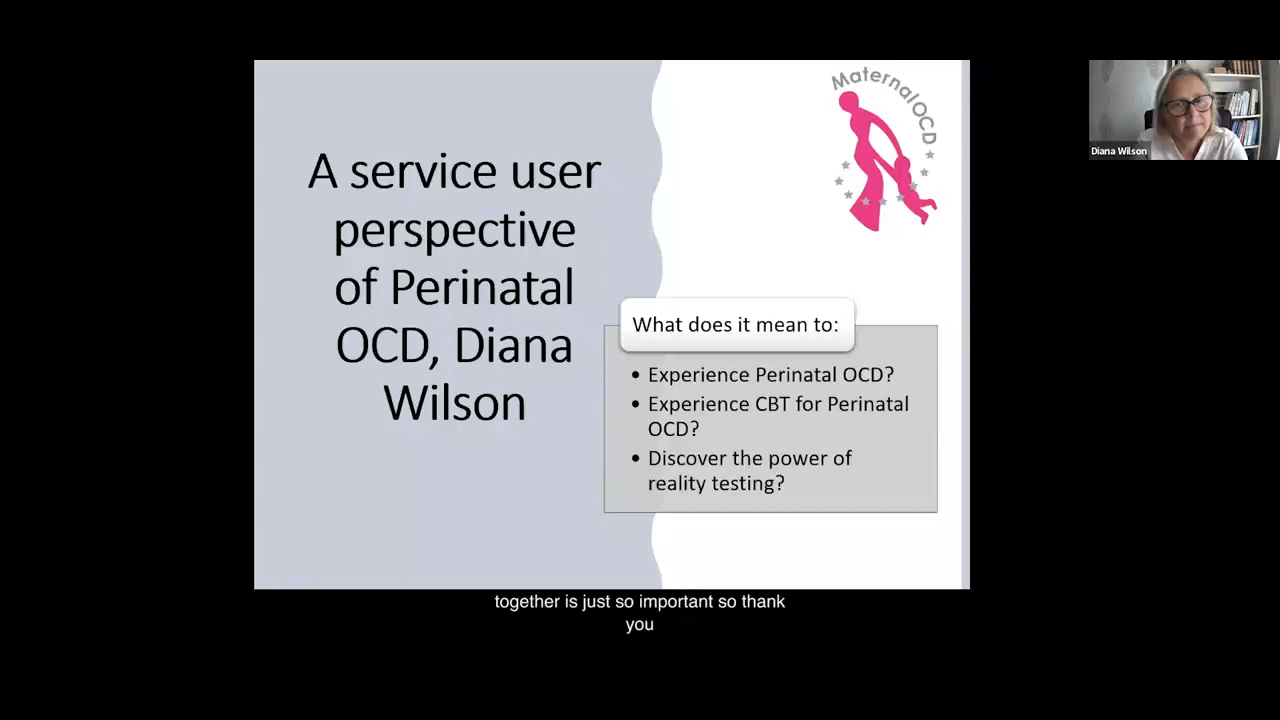 A service user
perspective
of Perinatal
OCD, Diana
Wilson
MaternalOCD
What does it mean to:
• Experience Perinatal OCD?
• Experience CBT for Perinatal
OCD?
• Discover the power of
reality testing?
Diana Wilson
together is just so important so thank
you